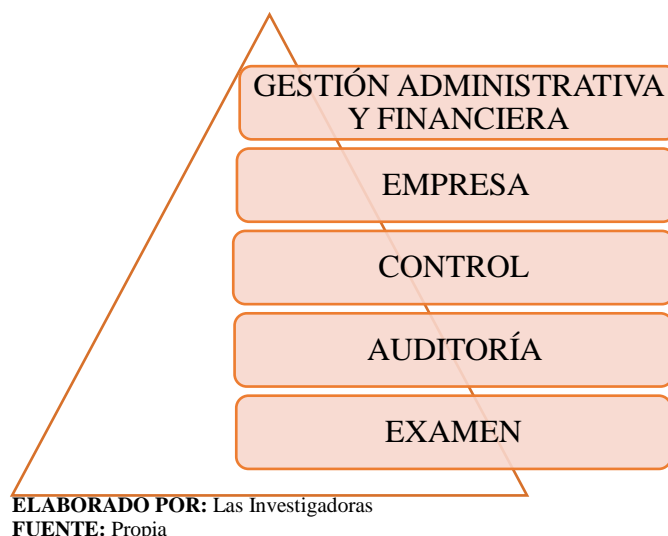 GESTIÓN ADMINISTRATIVA
Y FINANCIERA
EMPRESA
CONTROL
AUDITORÍA
EXAMEN
ELABORADO POR: Las Investigadoras
FUENTE: Propia